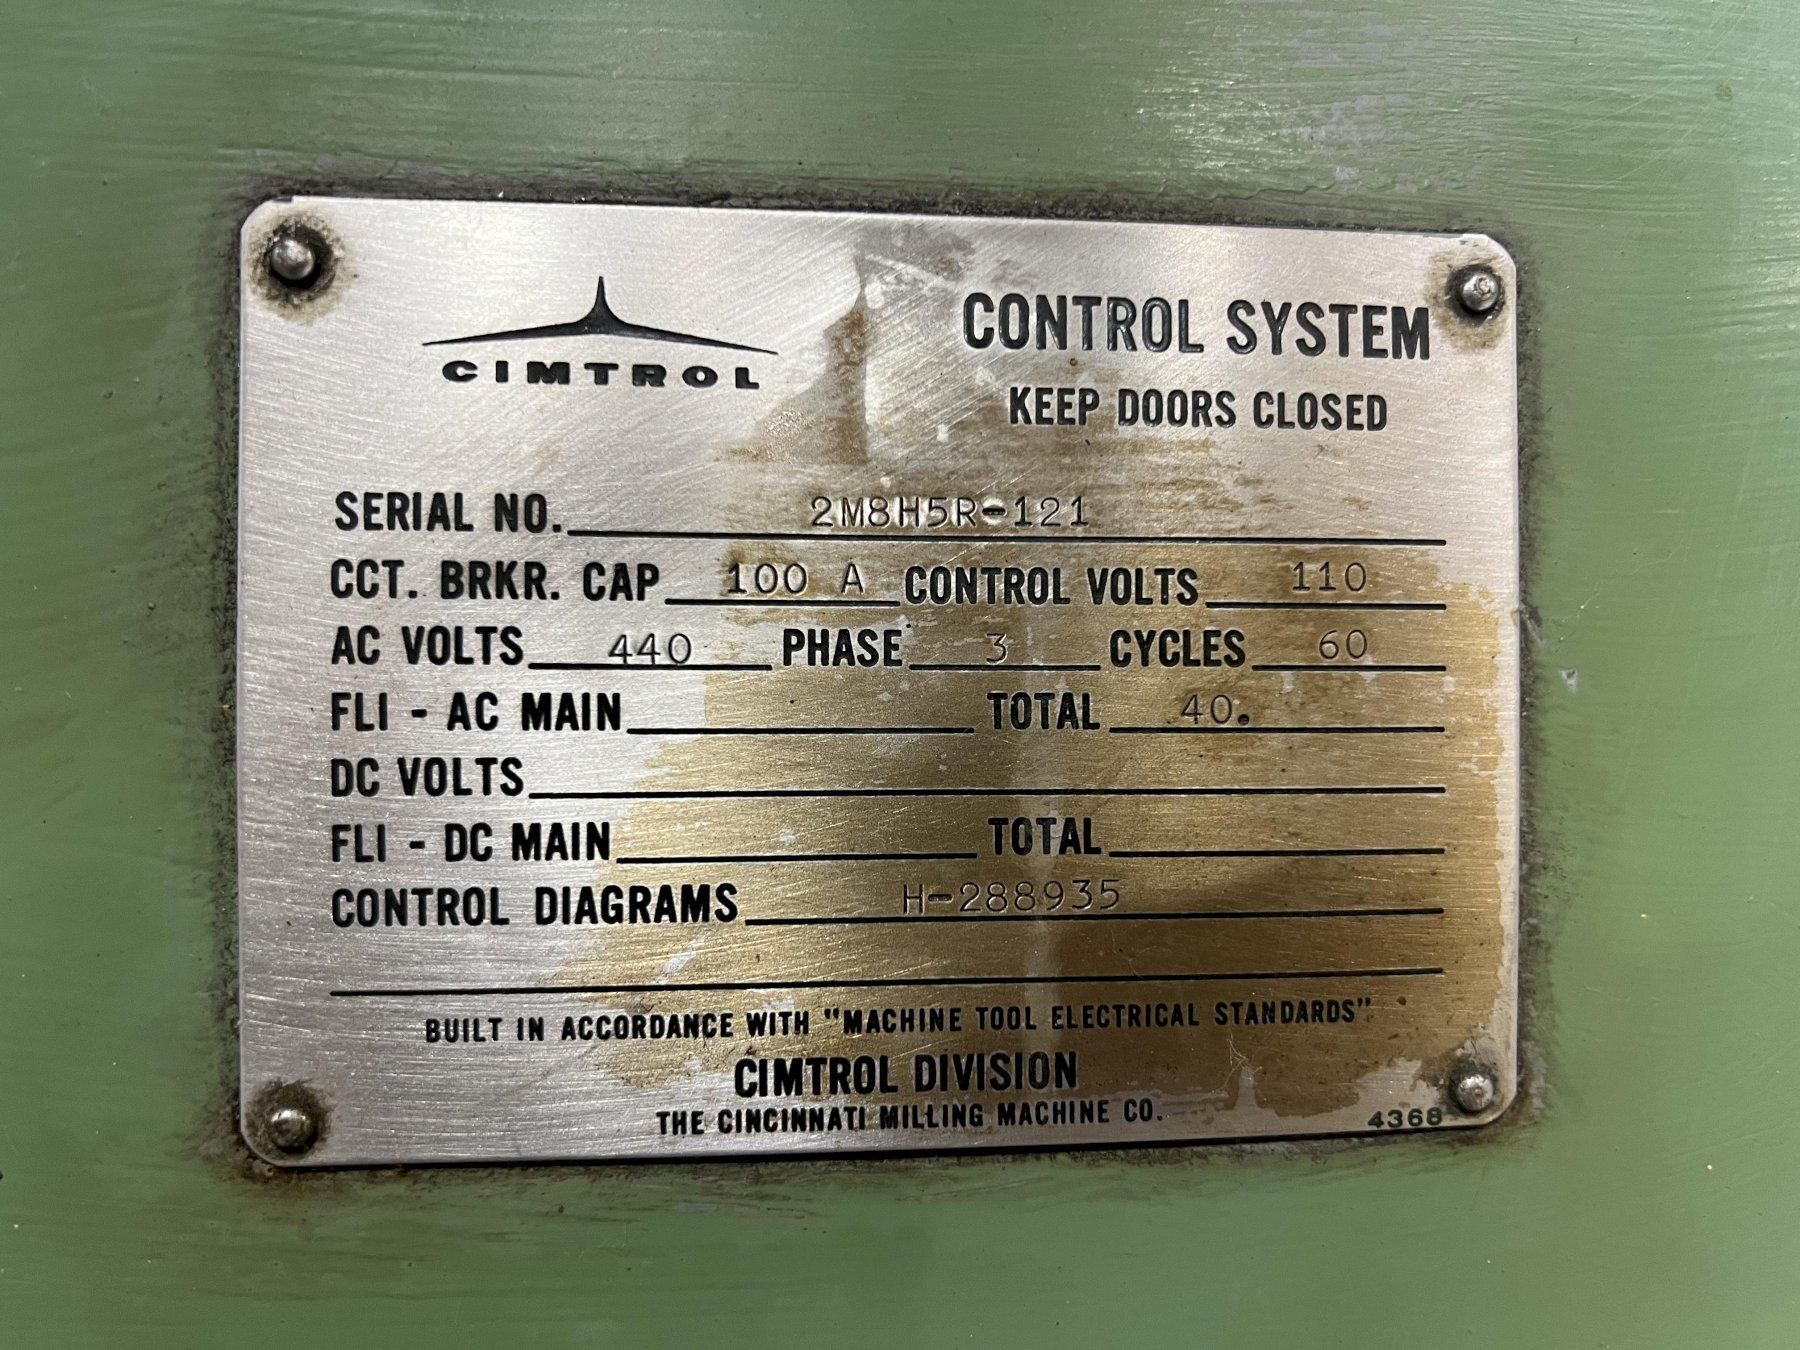 CIMTROL
CONTROL SYSTEM
KEEP DOORS CLOSED
SERIAL NO. 2M8H5R-121
CCT. BRKR. CAP 100 A CONTROL VOLTS 110
AC VOLTS 440 PHASE 3 CYCLES 60
FLI - AC MAIN TOTAL 40.
DC VOLTS
FLI - DC MAIN TOTAL
CONTROL DIAGRAMS H-288935
BUILT IN ACCORDANCE WITH "MACHINE TOOL ELECTRICAL STANDARDS"
CIMTROL DIVISION
THE CINCINNATI MILLING MACHINE CO.
4368